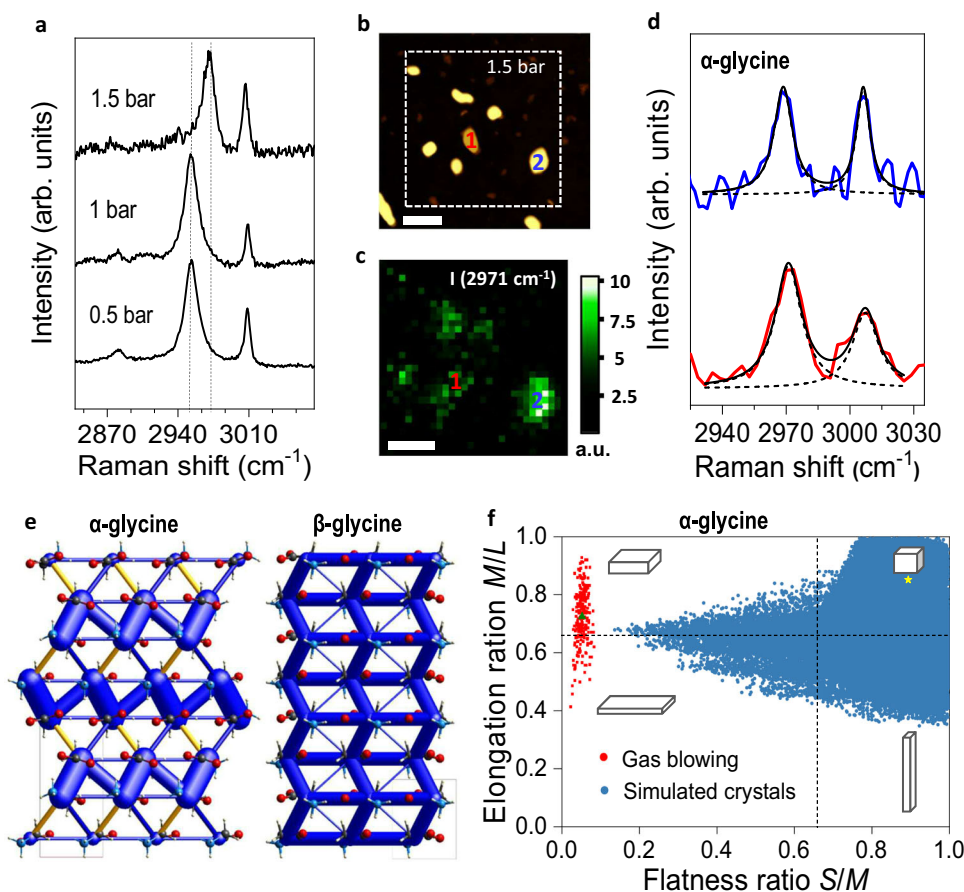 a
1.5 bar
1 bar
0.5 bar
Intensity (arb. units)
2870 2940 3010
Raman shift (cm⁻¹)
b
1.5 bar
1
2
c
I (2971 cm⁻¹)
1
2
10
7.5
5
2.5
a.u.
d
α-glycine
Intensity (arb. units)
2940 2970 3000 3030
Raman shift (cm⁻¹)
e
α-glycine
β-glycine
f
α-glycine
Elongation ration M/L
1.0
0.8
0.6
0.4
0.2
0.0
Gas blowing
Simulated crystals
0.0 0.2 0.4 0.6 0.8 1.0
Flatness ratio S/M